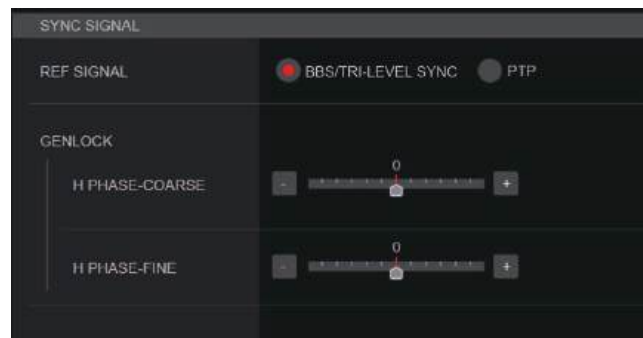 SYNC SIGNAL
REF SIGNAL BBS/TRI-LEVEL SYNC PTP
GENLOCK
0
H PHASE-COARSE - +
0
H PHASE-FINE - +